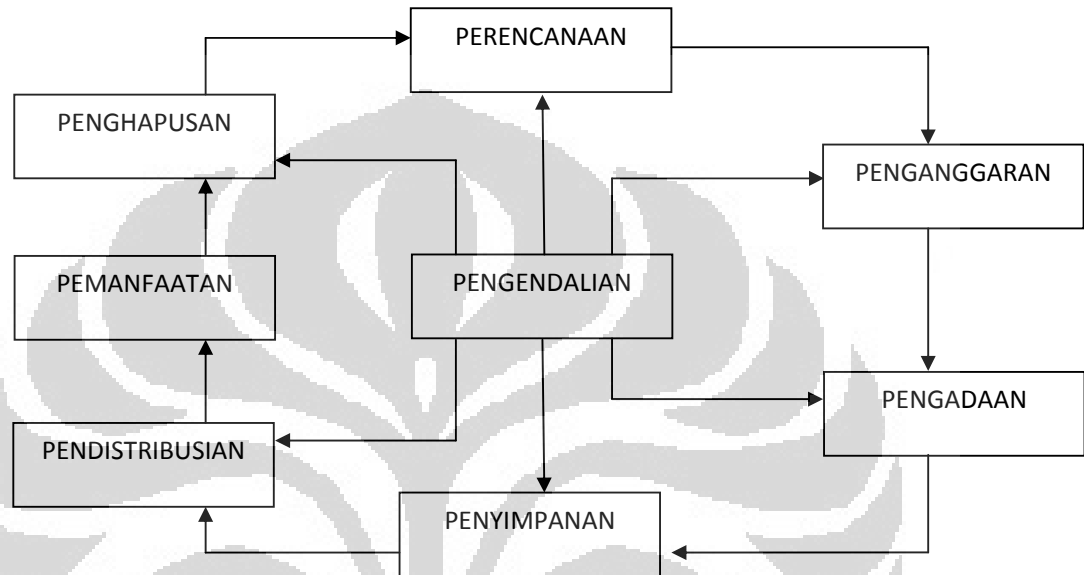 PERENCANAAN
PENGHAPUSAN
PENGANGGARAN
PEMANFAATAN
PENGENDALIAN
PENGADAAN
PENDISTRIBUSIAN
PENYIMPANAN